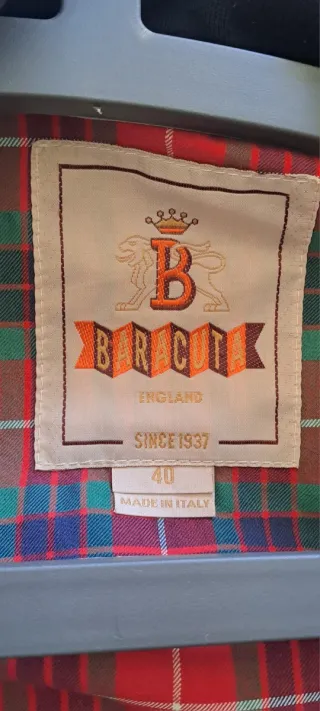 B
BARACUTA
ENGLAND
SINCE 1937
40
MADE IN ITALY